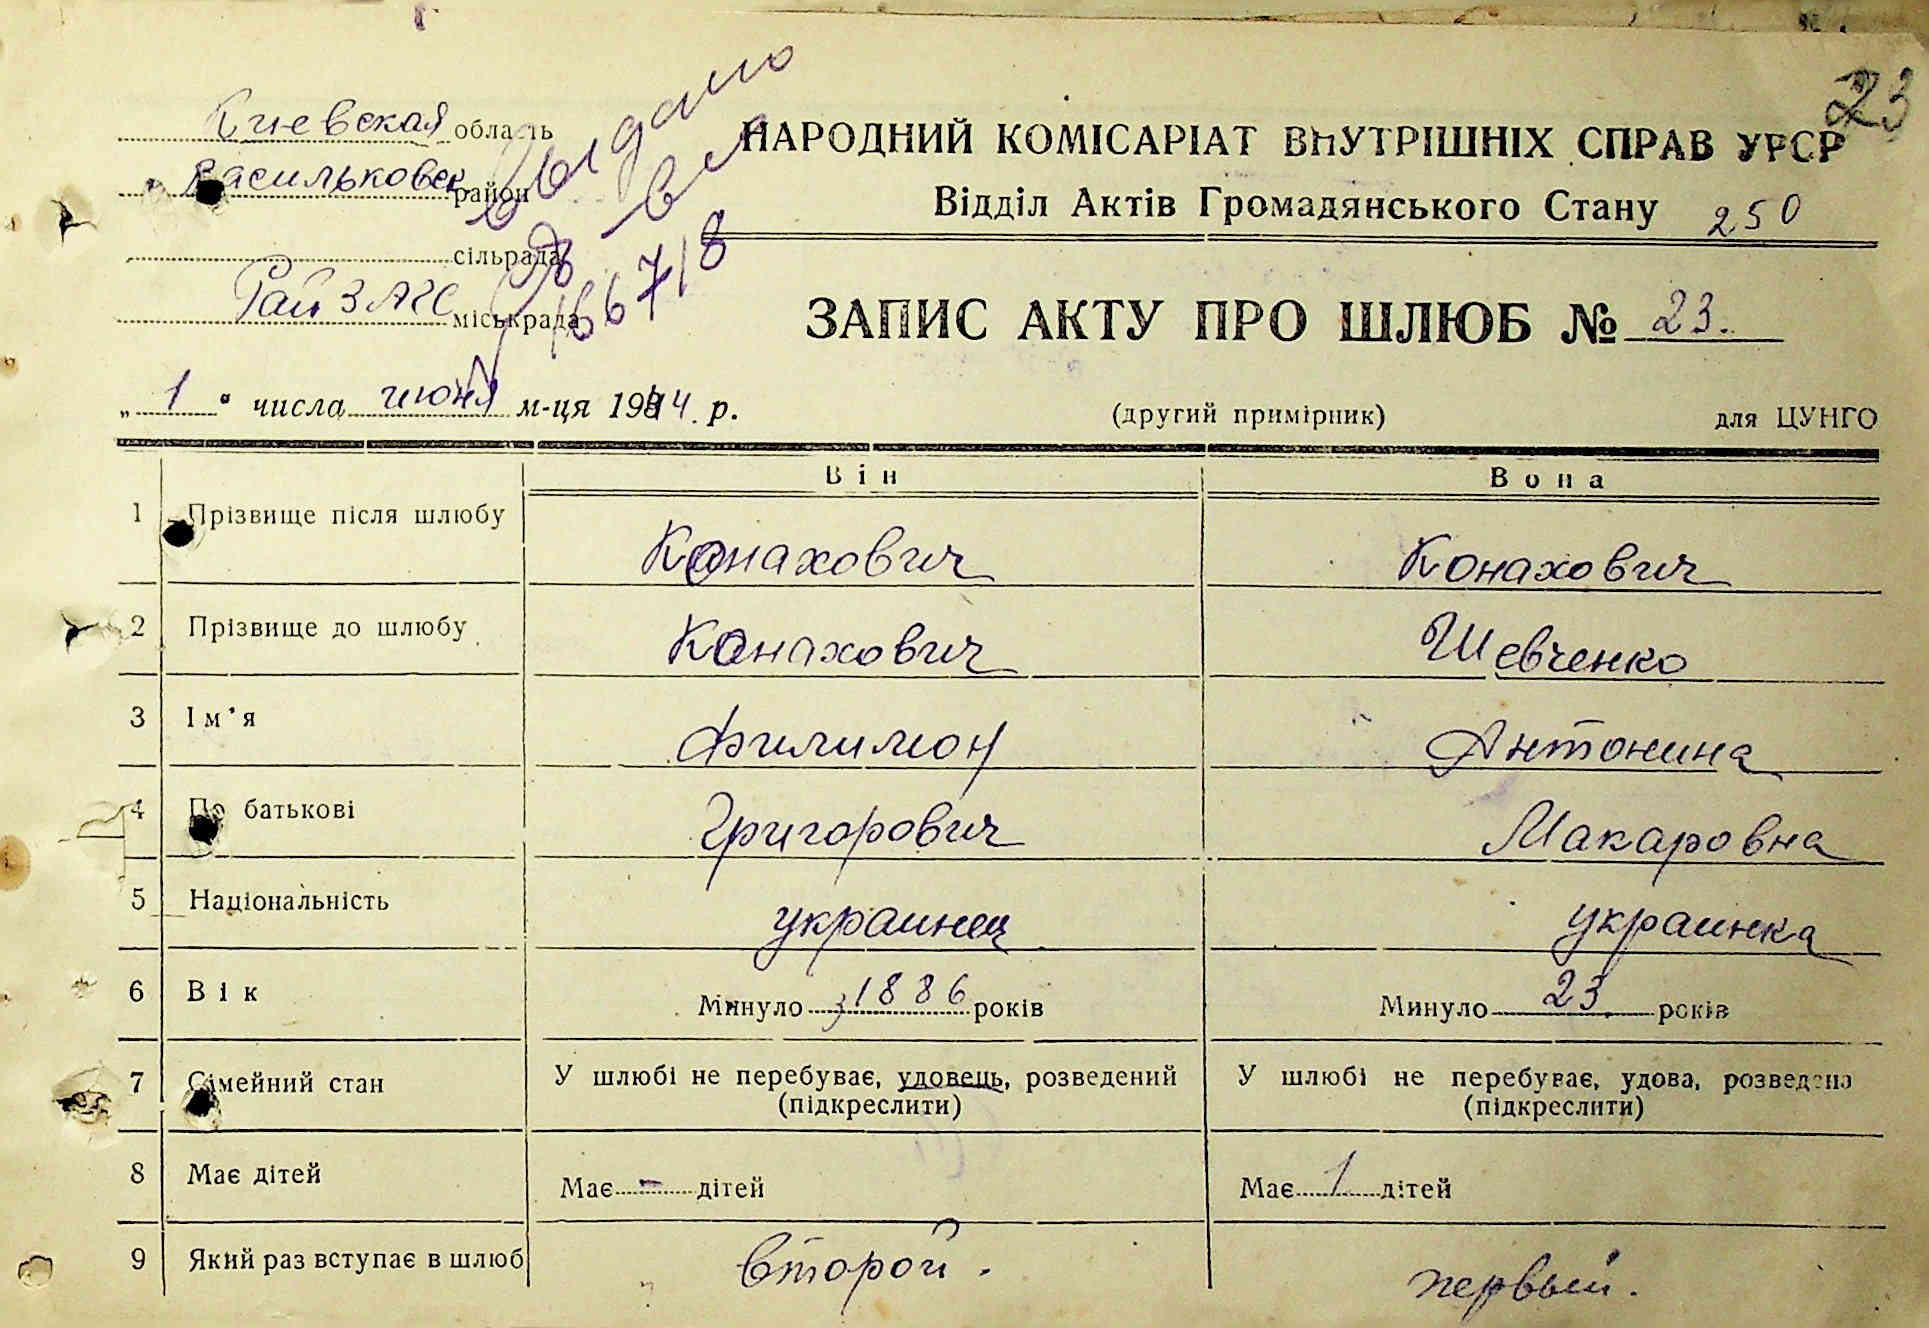 23
Киевская область
Васильковск. район
сільрада
РайЗАГС міськрада
Выдано
166718
НАРОДНИЙ КОМІСАРІАТ ВНУТРІШНІХ СПРАВ УРСР
Відділ Актів Громадянського Стану 250
ЗАПИС АКТУ ПРО ШЛЮБ № 23.
„1" числа июня м-ця 1944. р.
(другий примірник) для ЦУНГО
Він Вона
1 Прізвище після шлюбу Конахович Конахович
2 Прізвище до шлюбу Конахович Шевченко
3 Ім'я Филимон Антонина
4 По батькові Григорович Макаровна
5 Національність украинец украинка
6 Вік Минуло з 1886 років Минуло 23. років
7 Сімейний стан У шлюбі не перебуває, удовець, розведений У шлюбі не перебуває, удова, розведена
(підкреслити) (підкреслити)
8 Має дітей Має - дітей Має 1 дітей
9 Який раз вступає в шлюб второй. первый.